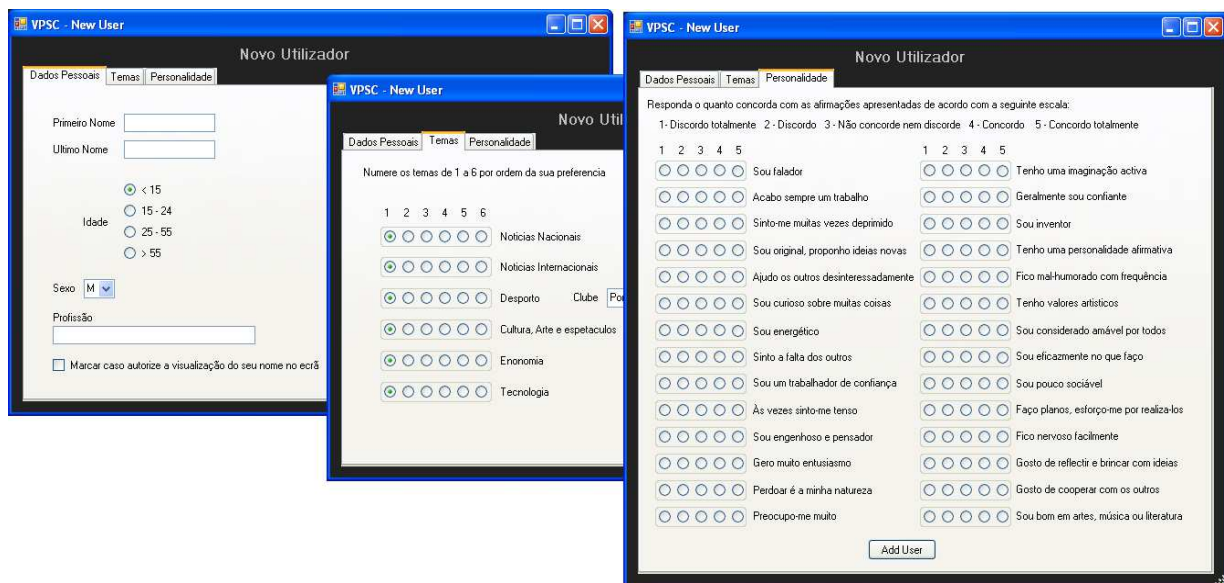 VPSC - New User
Novo Utilizador
Dados Pessoais Temas Personalidade
Primeiro Nome
Ultimo Nome
Idade
< 15
15 - 24
25 - 55
> 55
Sexo M
Profissão
Marcar caso autorize a visualização do seu nome no ecrã
VPSC - New User
Novo Util
Dados Pessoais Temas Personalidade
Numere os temas de 1 a 6 por ordem da sua preferencia
1 2 3 4 5 6
Noticias Nacionais
Noticias Internacionais
Desporto Clube Por
Cultura, Arte e espetaculos
Enonomia
Tecnologia
VPSC - New User
Novo Utilizador
Dados Pessoais Temas Personalidade
Responda o quanto concorda com as afirmações apresentadas de acordo com a seguinte escala:
1- Discordo totalmente 2 - Discordo 3 - Não concorde nem discorde 4 - Concordo 5 - Concordo totalmente
1 2 3 4 5
Sou falador
Acabo sempre um trabalho
Sinto-me muitas vezes deprimido
Sou original, proponho ideias novas
Ajudo os outros desinteressadamente
Sou curioso sobre muitas coisas
Sou energético
Sinto a falta dos outros
Sou um trabalhador de confiança
Às vezes sinto-me tenso
Sou engenhoso e pensador
Gero muito entusiasmo
Perdoar é a minha natureza
Preocupo-me muito
1 2 3 4 5
Tenho uma imaginação activa
Geralmente sou confiante
Sou inventor
Tenho uma personalidade afirmativa
Fico mal-humorado com frequência
Tenho valores artisticos
Sou considerado amável por todos
Sou eficazmente no que faço
Sou pouco sociável
Faço planos, esforço-me por realiza-los
Fico nervoso facilmente
Gosto de reflectir e brincar com ideias
Gosto de cooperar com os outros
Sou bom em artes, música ou literatura
Add User